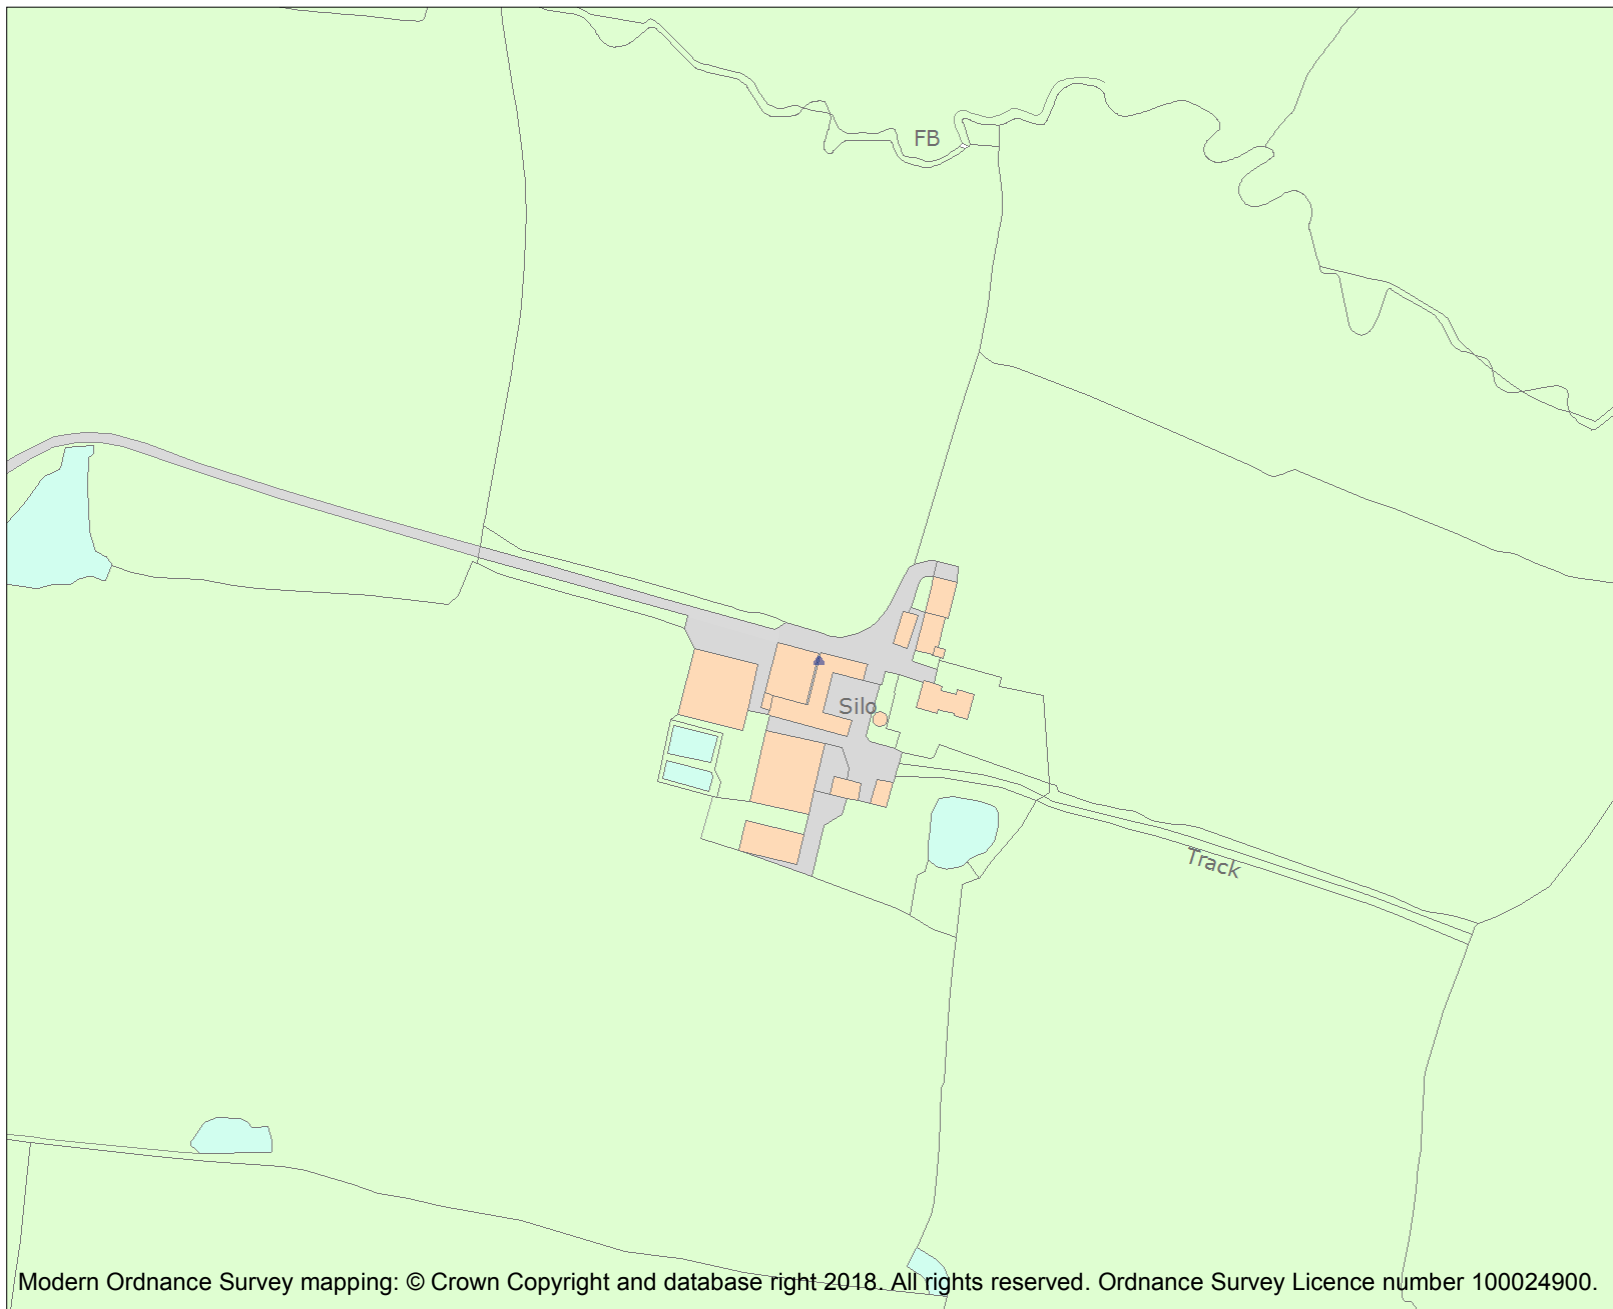 FB
Silo
Track
Modern Ordnance Survey mapping: © Crown Copyright and database right 2018. All rights reserved. Ordnance Survey Licence number 100024900.